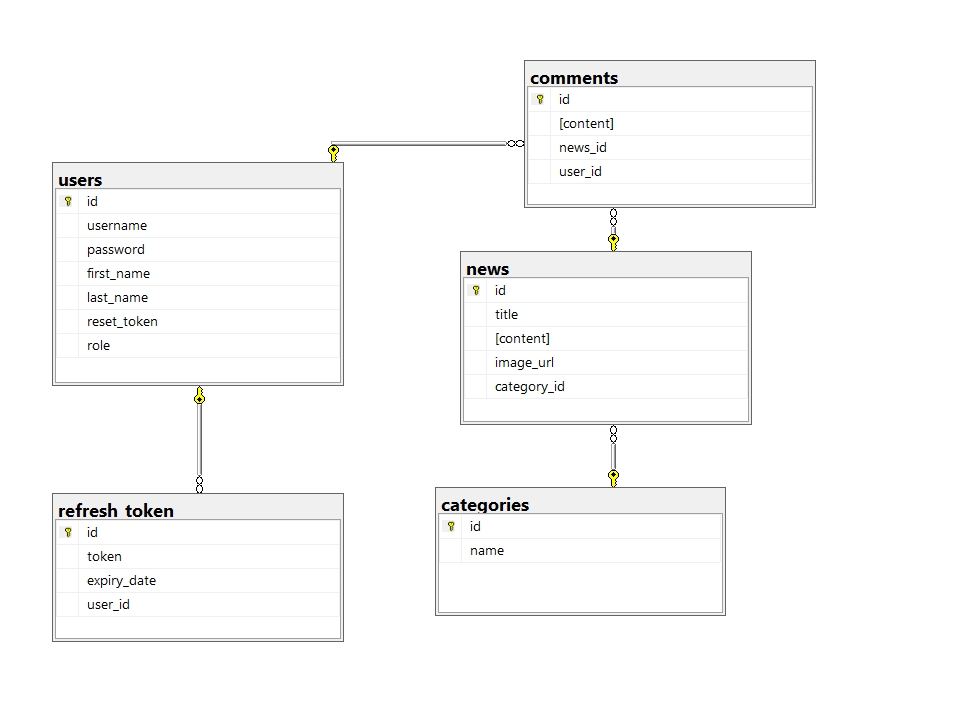 comments
id
[content]
news_id
user_id
users
id
username
password
first_name
last_name
reset_token
role
news
id
title
[content]
image_url
category_id
refresh_token
id
token
expiry_date
user_id
categories
id
name